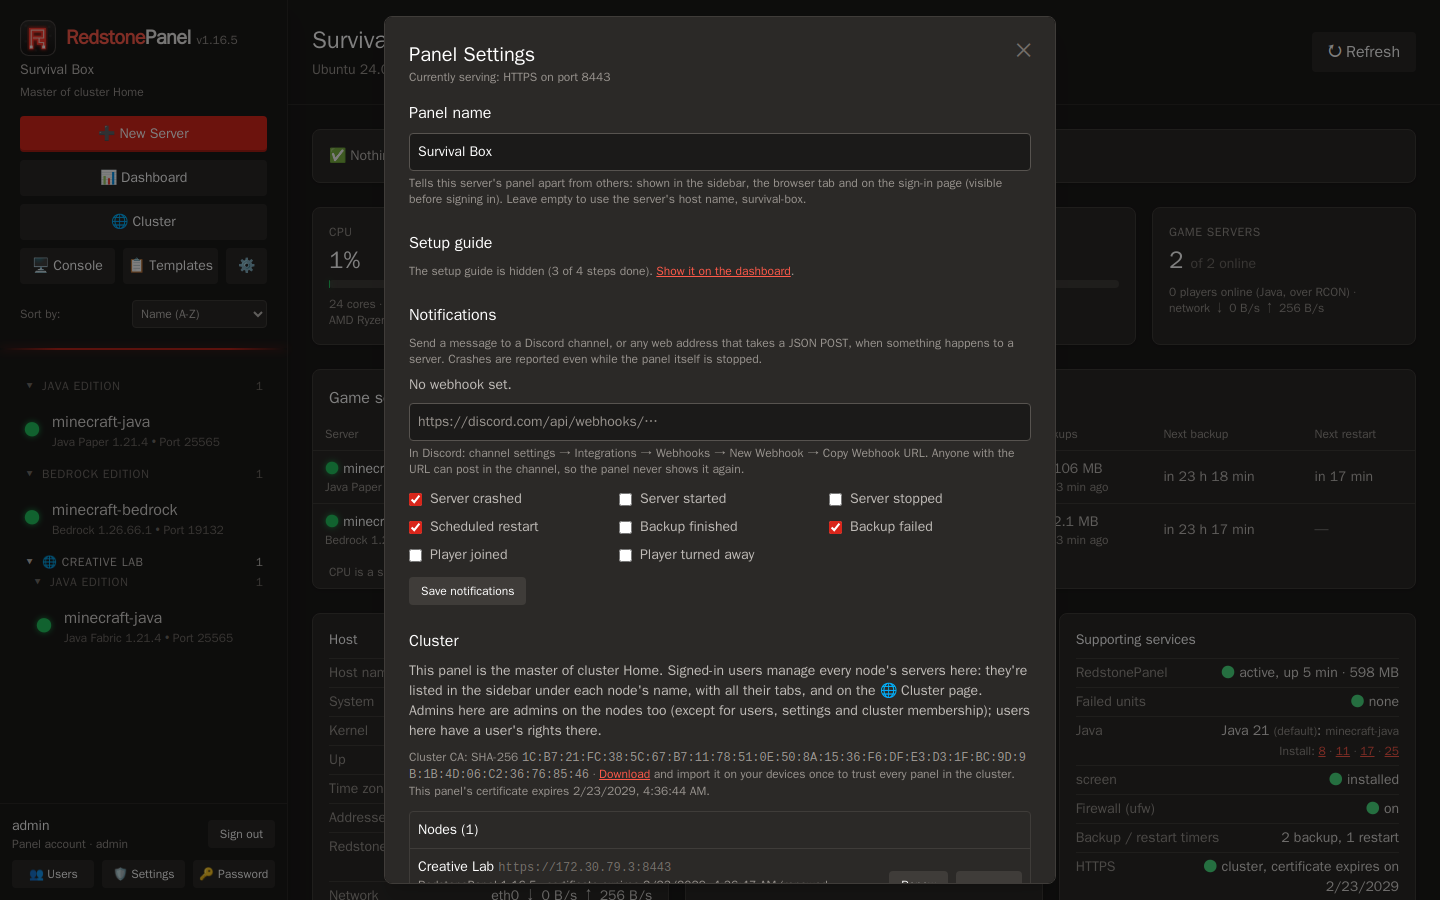 RedstonePanel v1.16.5
Survival Box
Master of cluster Home
New Server
Dashboard
Cluster
Console
Templates
Sort by:
Name (A-Z)
JAVA EDITION 1
minecraft-java
Java Paper 1.21.4 • Port 25565
BEDROCK EDITION 1
minecraft-bedrock
Bedrock 1.26.66.1 • Port 19132
CREATIVE LAB 1
JAVA EDITION 1
minecraft-java
Java Fabric 1.21.4 • Port 25565
admin
Panel account · admin
Sign out
Users
Settings
Password
Ubuntu 24.0
Refresh
CPU
1%
24 cores ·
GAME SERVERS
2 of 2 online
0 players online (Java, over RCON) ·
network ↓ 0 B/s ↑ 256 B/s
Server
Next backup
Next restart
Java Paper
106 MB
3 min ago
in 23 h 18 min
in 17 min
2.1 MB
3 min ago
in 23 h 17 min
—
CPU is a s
Host
System
Kernel
Up
Network
eth0 ↓ 0 B/s ↑ 256 B/s
Supporting services
RedstonePanel
active, up 5 min · 598 MB
Failed units
none
Java
Java 21 (default): minecraft-java
Install: 8 · 11 · 17 · 25
screen
installed
Firewall (ufw)
on
Backup / restart timers
2 backup, 1 restart
HTTPS
cluster, certificate expires on
2/23/2029
Panel Settings
Currently serving: HTTPS on port 8443
Panel name
Survival Box
Tells this server's panel apart from others: shown in the sidebar, the browser tab and on the sign-in page (visible
before signing in). Leave empty to use the server's host name, survival-box.
Setup guide
The setup guide is hidden (3 of 4 steps done). Show it on the dashboard.
Notifications
Send a message to a Discord channel, or any web address that takes a JSON POST, when something happens to a
server. Crashes are reported even while the panel itself is stopped.
No webhook set.
https://discord.com/api/webhooks/…
In Discord: channel settings → Integrations → Webhooks → New Webhook → Copy Webhook URL. Anyone with the
URL can post in the channel, so the panel never shows it again.
Server crashed
Server started
Server stopped
Scheduled restart
Backup finished
Backup failed
Player joined
Player turned away
Save notifications
Cluster
This panel is the master of cluster Home. Signed-in users manage every node's servers here: they're
listed in the sidebar under each node's name, with all their tabs, and on the 🌐 Cluster page.
Admins here are admins on the nodes too (except for users, settings and cluster membership); users
here have a user's rights there.
Cluster CA: SHA-256 1C:B7:21:FC:38:5C:67:B7:11:78:51:0E:50:8A:15:36:F6:DF:E3:D3:1F:BC:9D:9
B:1B:4D:06:C2:36:76:85:46 · Download and import it on your devices once to trust every panel in the cluster.
This panel's certificate expires 2/23/2029, 4:36:44 AM.
Nodes (1)
Creative Lab https://172.30.79.3:8443